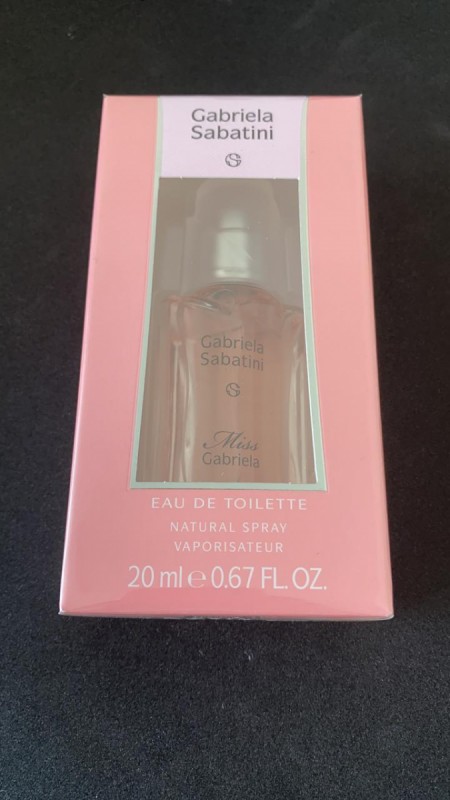 Gabriela
Sabatini
Gabriela
Sabatini
Miss
Gabriela
EAU DE TOILETTE
NATURAL SPRAY
VAPORISATEUR
20 ml ℮ 0.67 FL. OZ.